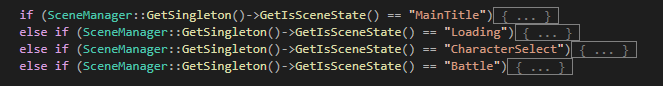 if (SceneManager::GetSingleton()->GetIsSceneState() == "MainTitle"){ ... }
else if (SceneManager::GetSingleton()->GetIsSceneState() == "Loading"){ ... }
else if (SceneManager::GetSingleton()->GetIsSceneState() == "CharacterSelect"){ ... }
else if (SceneManager::GetSingleton()->GetIsSceneState() == "Battle"){ ... }